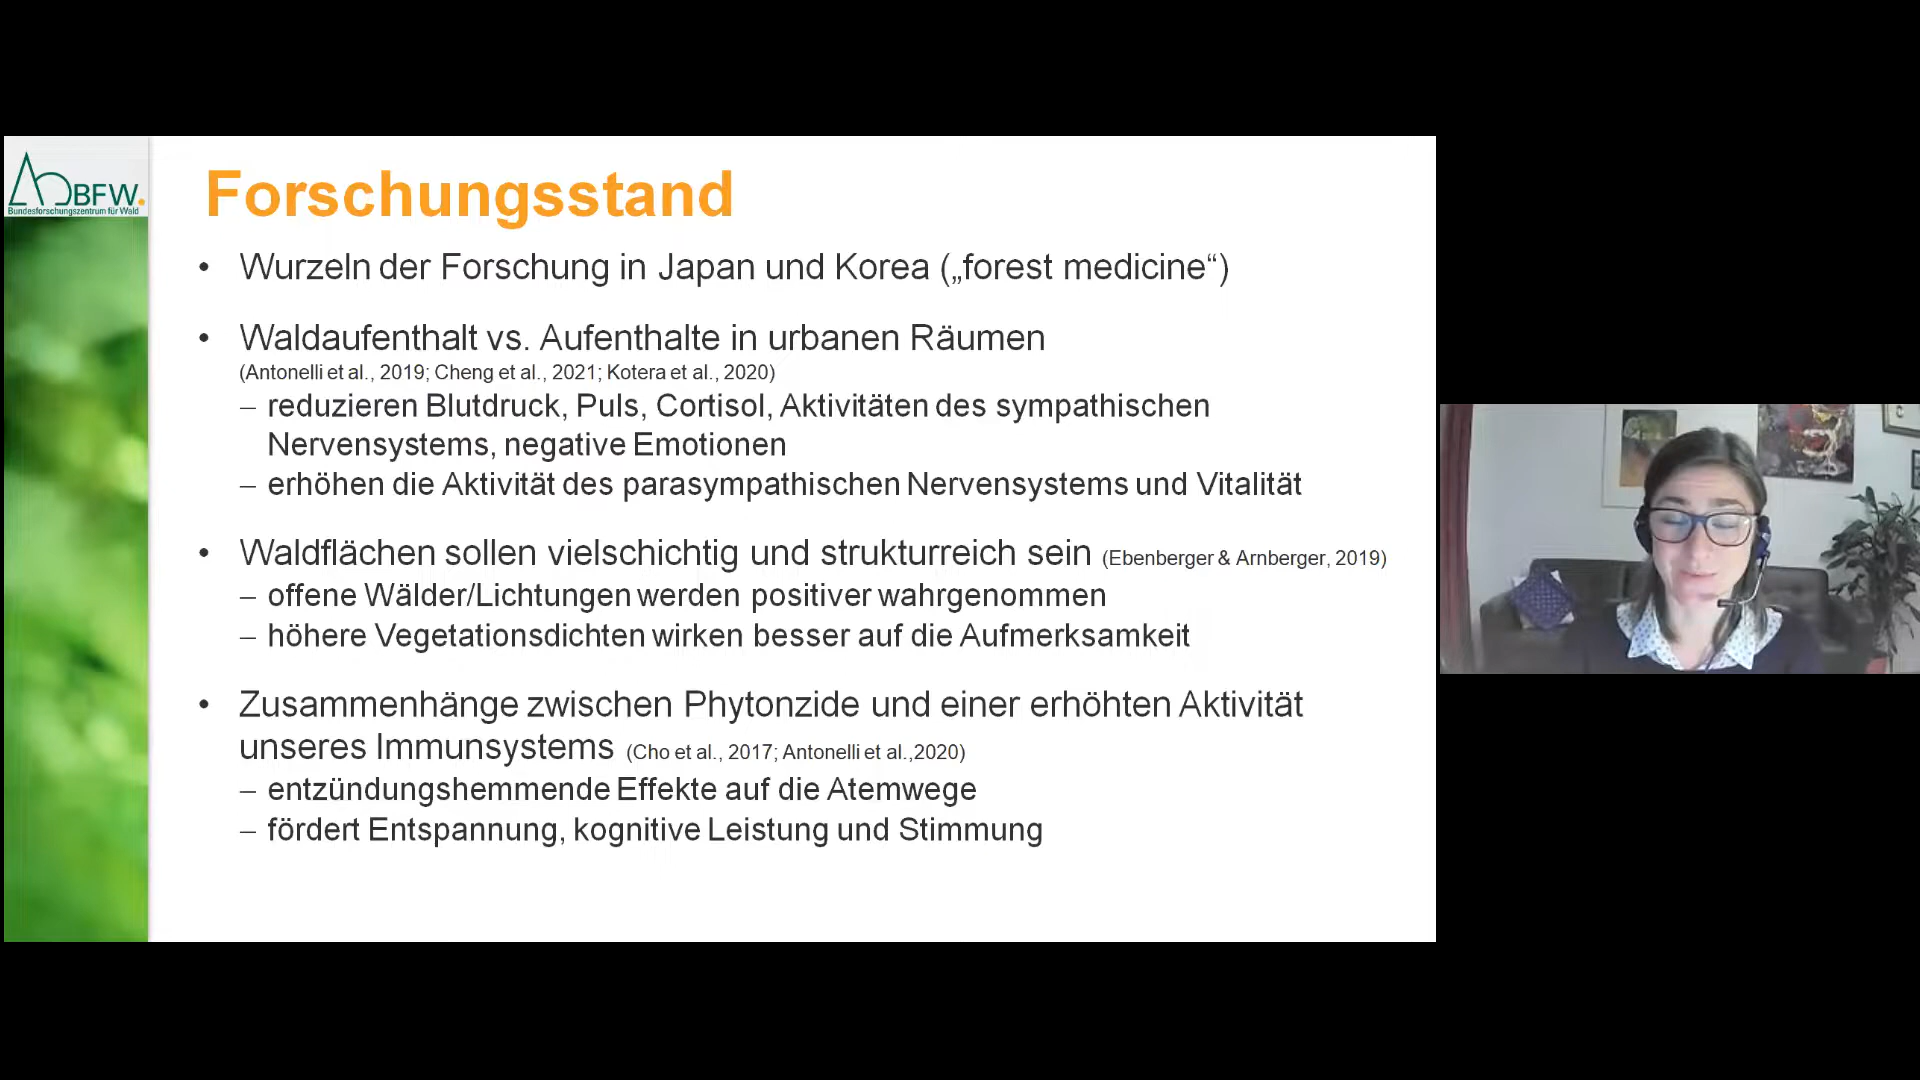 BFW.
Bundesforschungszentrum für Wald
Forschungsstand
• Wurzeln der Forschung in Japan und Korea („forest medicine“)
• Waldaufenthalt vs. Aufenthalte in urbanen Räumen
(Antonelli et al., 2019; Cheng et al., 2021; Kotera et al., 2020)
– reduzieren Blutdruck, Puls, Cortisol, Aktivitäten des sympathischen
Nervensystems, negative Emotionen
– erhöhen die Aktivität des parasympathischen Nervensystems und Vitalität
• Waldflächen sollen vielschichtig und strukturreich sein (Ebenberger & Arnberger, 2019)
– offene Wälder/Lichtungen werden positiver wahrgenommen
– höhere Vegetationsdichten wirken besser auf die Aufmerksamkeit
• Zusammenhänge zwischen Phytonzide und einer erhöhten Aktivität
unseres Immunsystems (Cho et al., 2017; Antonelli et al.,2020)
– entzündungshemmende Effekte auf die Atemwege
– fördert Entspannung, kognitive Leistung und Stimmung